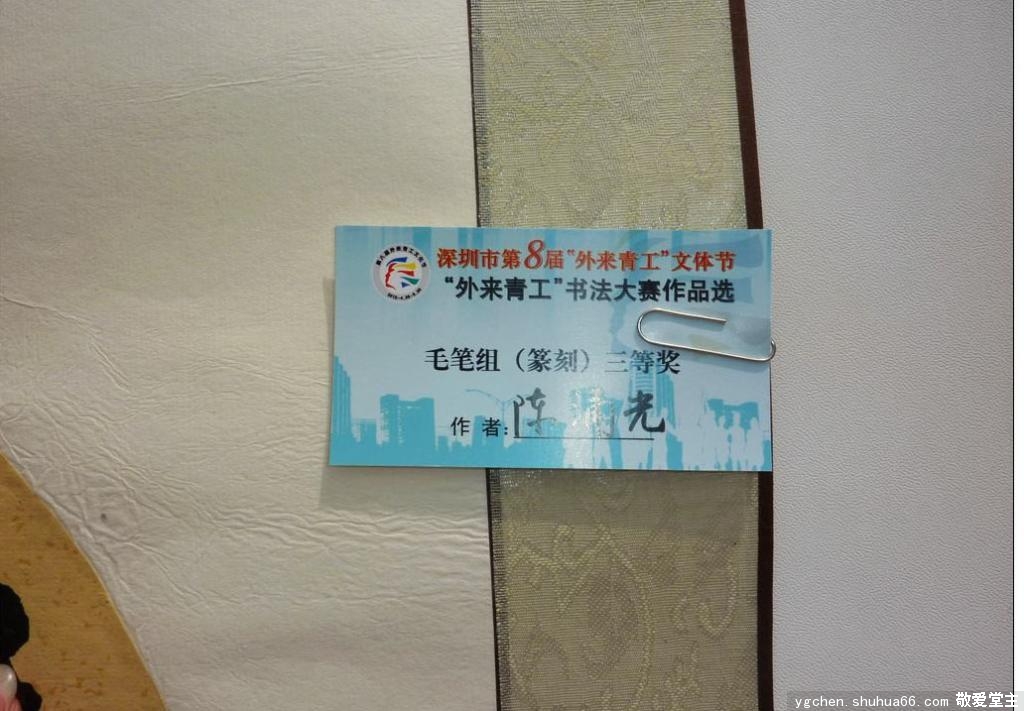 深圳市第8届“外来青工”文体节
“外来青工”书法大赛作品选
毛笔组（篆刻）三等奖
作 者:陈 光
ygchen.shuhua66.com 敬爱堂主